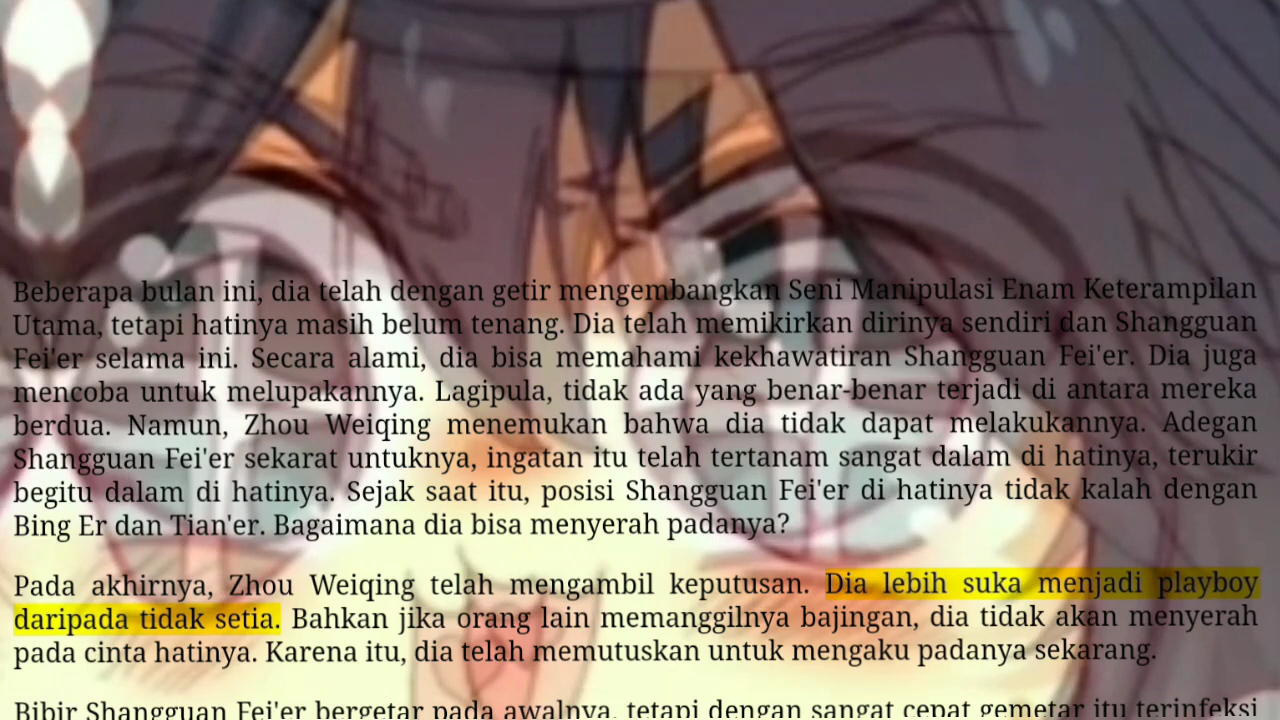 Beberapa bulan ini, dia telah dengan getir mengembangkan Seni Manipulasi Enam Keterampilan
Utama, tetapi hatinya masih belum tenang. Dia telah memikirkan dirinya sendiri dan Shangguan
Fei'er selama ini. Secara alami, dia bisa memahami kekhawatiran Shangguan Fei'er. Dia juga
mencoba untuk melupakannya. Lagipula, tidak ada yang benar-benar terjadi di antara mereka
berdua. Namun, Zhou Weiqing menemukan bahwa dia tidak dapat melakukannya. Adegan
Shangguan Fei'er sekarat untuknya, ingatan itu telah tertanam sangat dalam di hatinya, terukir
begitu dalam di hatinya. Sejak saat itu, posisi Shangguan Fei'er di hatinya tidak kalah dengan
Bing Er dan Tian'er. Bagaimana dia bisa menyerah padanya?
Pada akhirnya, Zhou Weiqing telah mengambil keputusan. Dia lebih suka menjadi playboy
daripada tidak setia. Bahkan jika orang lain memanggilnya bajingan, dia tidak akan menyerah
pada cinta hatinya. Karena itu, dia telah memutuskan untuk mengaku padanya sekarang.
Bibir Shangguan Fei'er bergetar pada awalnya, tetapi dengan sangat cepat gemetar itu terinfeksi